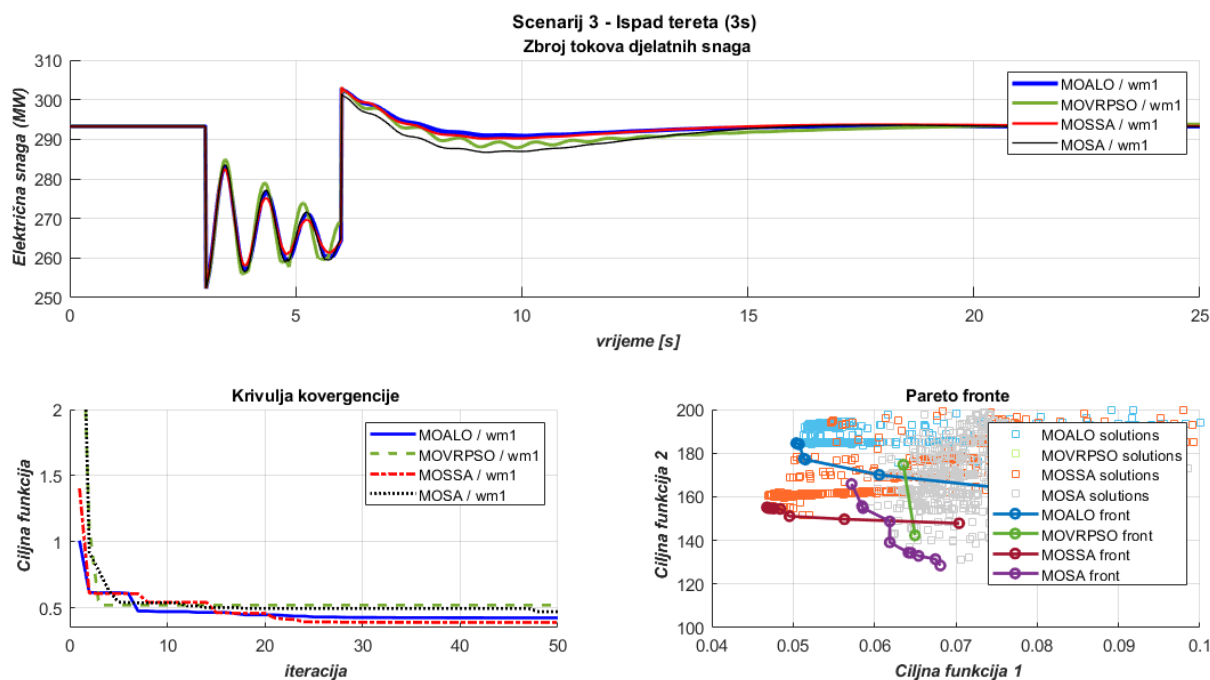 Scenarij 3 - Ispad tereta (3s)
Zbroj tokova djelatnih snaga
Električna snaga (MW)
310
300
290
280
270
260
250
0
5
10
15
20
25
vrijeme [s]
MOALO / wm1
MOVRPSO / wm1
MOSSA / wm1
MOSA / wm1
Krivulja kovergencije
Ciljna funkcija
2
1.5
1
0.5
0
10
20
30
40
50
iteracija
MOALO / wm1
MOVRPSO / wm1
MOSSA / wm1
MOSA / wm1
Pareto fronte
Ciljna funkcija 2
200
180
160
140
120
100
0.04
0.05
0.06
0.07
0.08
0.09
0.1
Ciljna funkcija 1
MOALO solutions
MOVRPSO solutions
MOSSA solutions
MOSA solutions
MOALO front
MOVRPSO front
MOSSA front
MOSA front